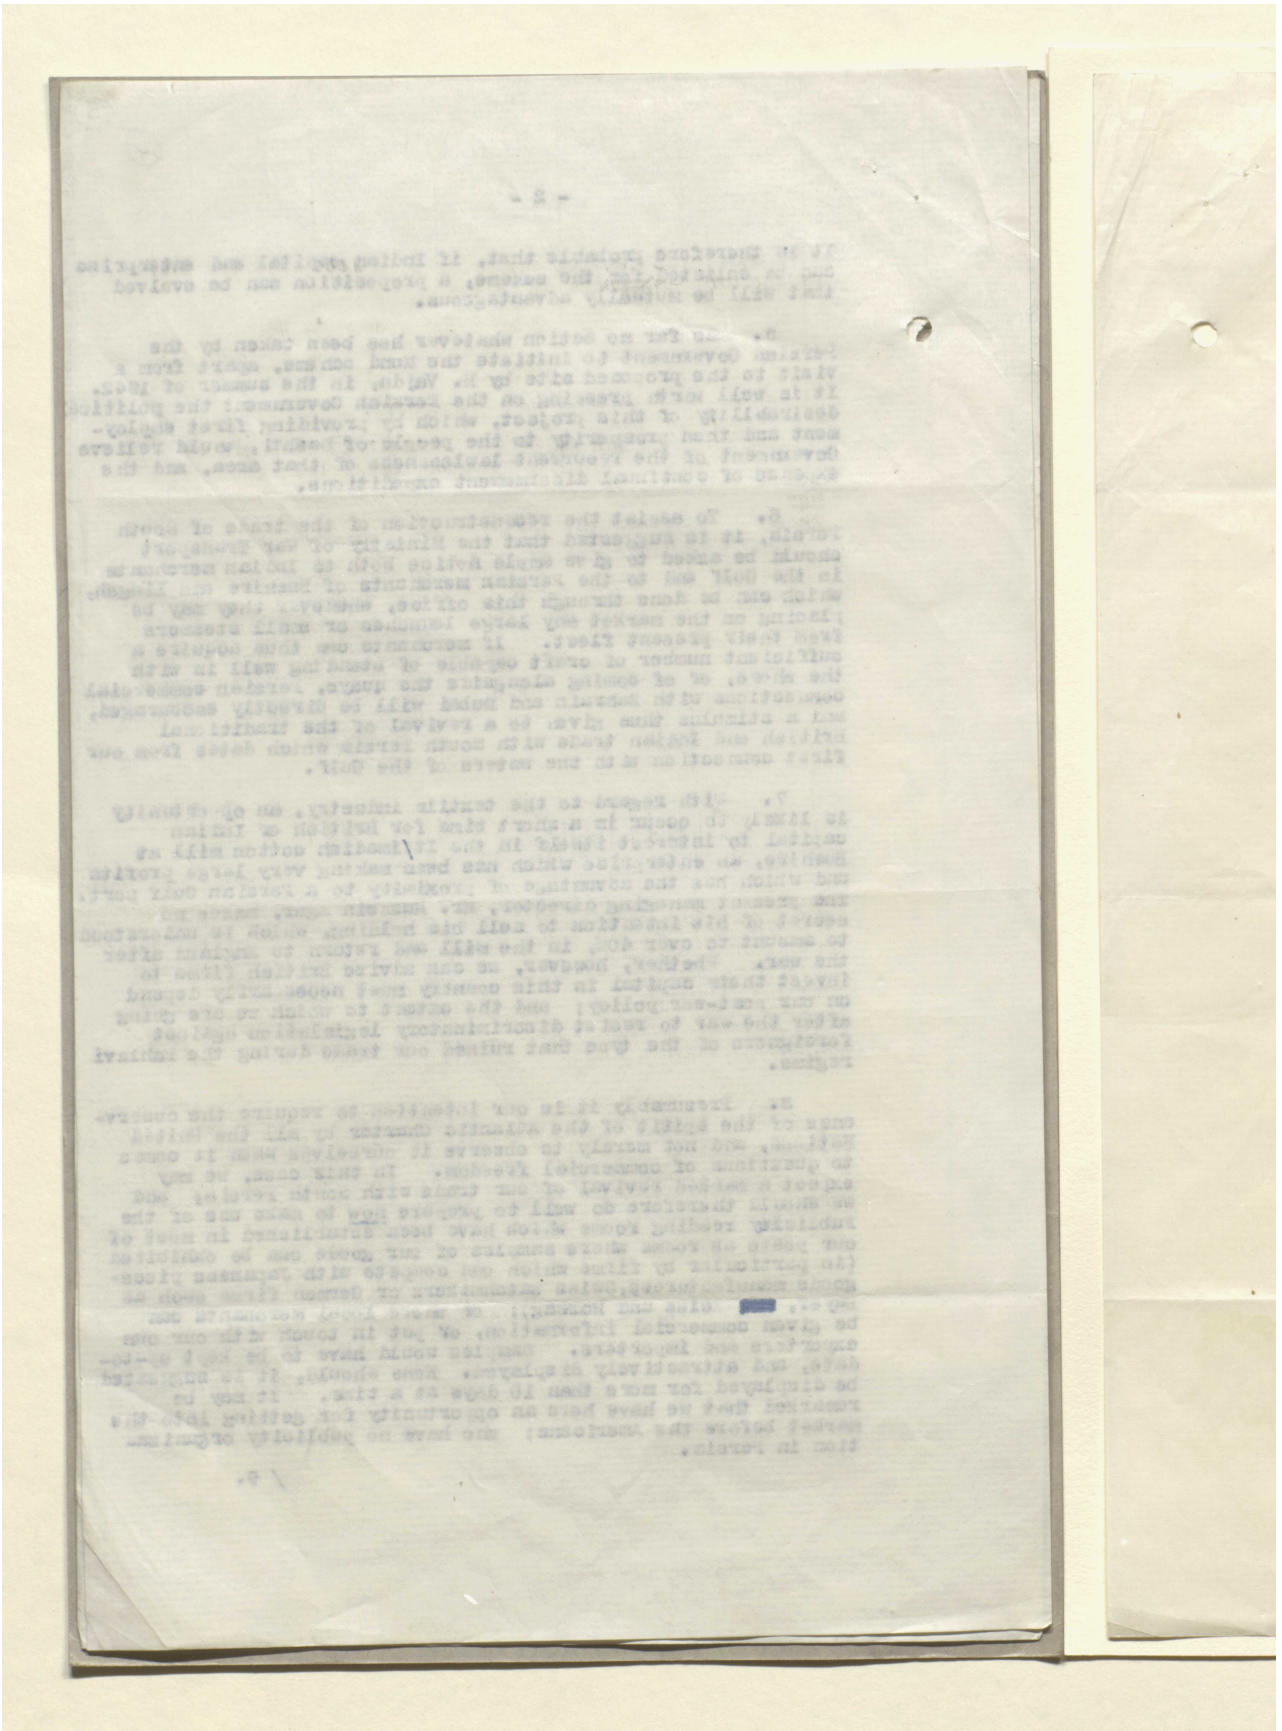 - 2 -
it is therefore probable that, if Indian capital and enterprise
can be enlisted for the scheme, a proposition can be evolved
that will be mutually advantageous.
5. So far no action whatever has been taken by the
Persian Government to initiate the Mund scheme, apart from a
visit to the proposed site by M. Vajda, in the summer of 1942.
It is well worth pressing on the Persian Government the political
desirability of this project, which by providing first employ-
ment and then prosperity to the people of Dashti, would relieve
Government of the recurrent lawlessness of that area, and the
expense of continual disarmament expeditions.
6. To assist the reconstruction of the trade of South
Persia, it is suggested that the Ministry of War Transport
should be asked to give ample notice both to Indian merchants
in the Gulf and to the Persian merchants of Bushire and Lingah,
which can be done through this office, whenever they may be
placing on the market any large launches or small steamers
from their present fleet. If merchants can thus acquire a
sufficient number of craft capable of standing well in with
the shore, or of coming alongside the quays, Persian commercial
connections with Bahrain and Dubai will be directly encouraged,
and a stimulus thus given to a revival of the traditional
British and Indian trade with South Persia which dates from our
first connection with the waters of the Gulf.
7. With regard to the textile industry, an opportunity
is likely to occur in a short time for British or Indian
capital to interest itself in the Itimadieh cotton mill at
Bushire, an enterprise which has been making very large profits
and which has the advantage of proximity to a Persian Gulf port.
The present managing director, Mr. Hussein, makes no
secret of his intention to sell his holding, which is understood
to amount to over 40%, in the mill and return to England after
the war. Whether, however, we can advise British firms to
invest their capital in this country must necessarily depend
on our post-war policy; and the extent to which we are going
after the war to resist discriminatory legislation against
foreigners of the type that ruined our trade during the Pahlavi
regime.
8. Presumably it is our intention to require the observ-
ance of the spirit of the Atlantic Charter by all the United
Nations, and not merely to observe it ourselves when it comes
to questions of commercial freedom. In this case, we may
expect a marked revival of our trade with South Persia; and
we should therefore do well to prepare now to make use of the
Publicity reading rooms which have been established in most of
our posts as rooms where samples of our goods can be exhibited
(in particular by firms which can compete with Japanese piece-
goods manufacturers, Swiss watchmakers or German firms such as
and ); or where local merchants can
be given commercial information, or put in touch with our own
exporters and importers. Samples would have to be kept up-to-
date, and attractively displayed. None should, it is suggested
be displayed for more than 10 days at a time. It may be
remarked that we have here an opportunity for getting into the
market before the Americans; who have no publicity organisa-
tion in Persia.
/ 9.